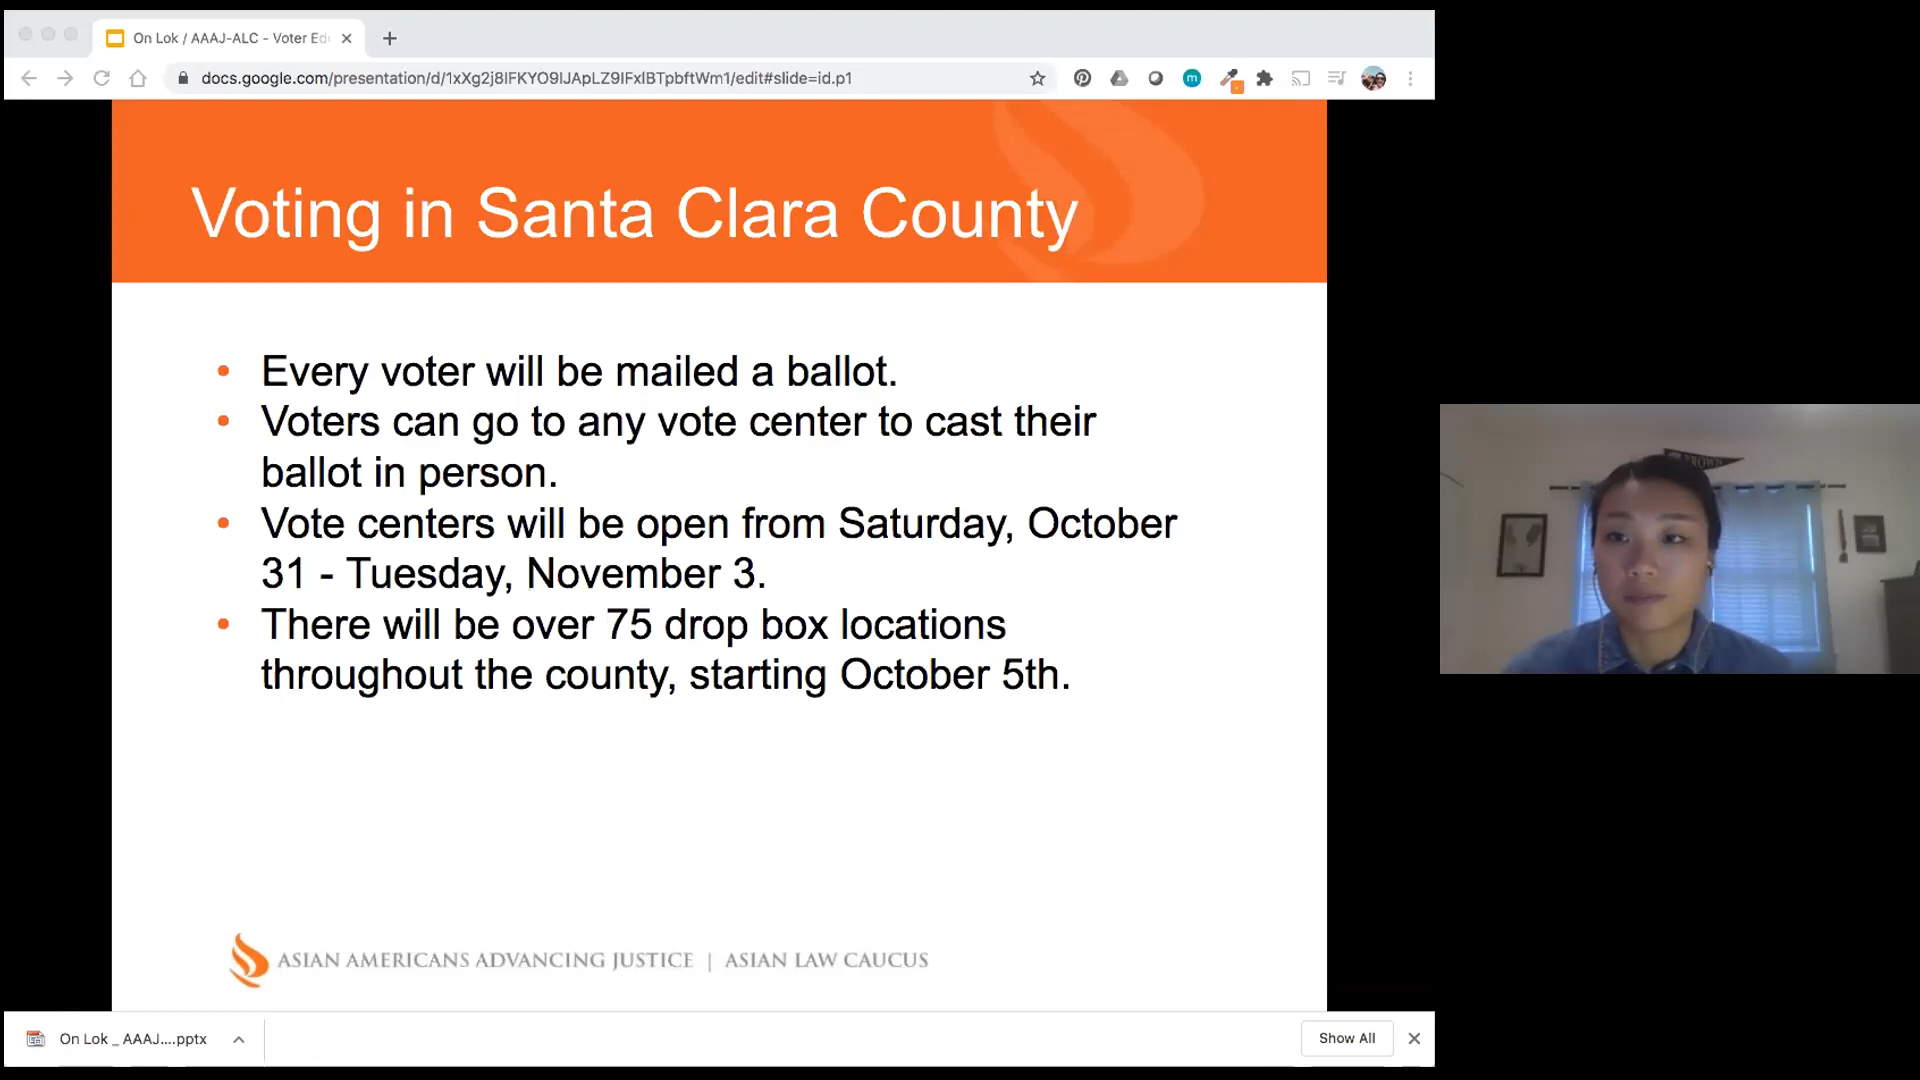 On Lok / AAAJ-ALC - Voter Ed
docs.google.com/presentation/d/1xXg2j8IFKYO9IJApLZ9IFxlBTpbftWm1/edit#slide=id.p1
m
Voting in Santa Clara County
• Every voter will be mailed a ballot.
• Voters can go to any vote center to cast their
ballot in person.
• Vote centers will be open from Saturday, October
31 - Tuesday, November 3.
• There will be over 75 drop box locations
throughout the county, starting October 5th.
BROWN
ASIAN AMERICANS ADVANCING JUSTICE | ASIAN LAW CAUCUS
On Lok _ AAAJ....pptx
Show All